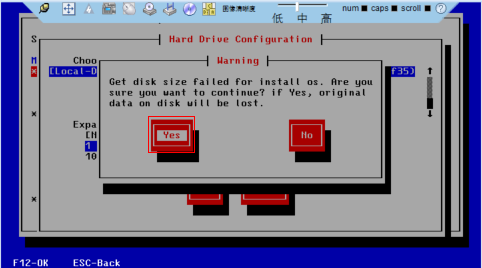 图像清晰度
低 中 高
num caps scroll
S
Hard Drive Configuration
M Choo
* [Local-D
f35) ↑
Warning
Get disk size failed for install os. Are you
sure you want to continue? if Yes, original
data on disk will be lost.
*
↓
Expa
[M
1
10
Yes
No
*
F12-OK ESC-Back